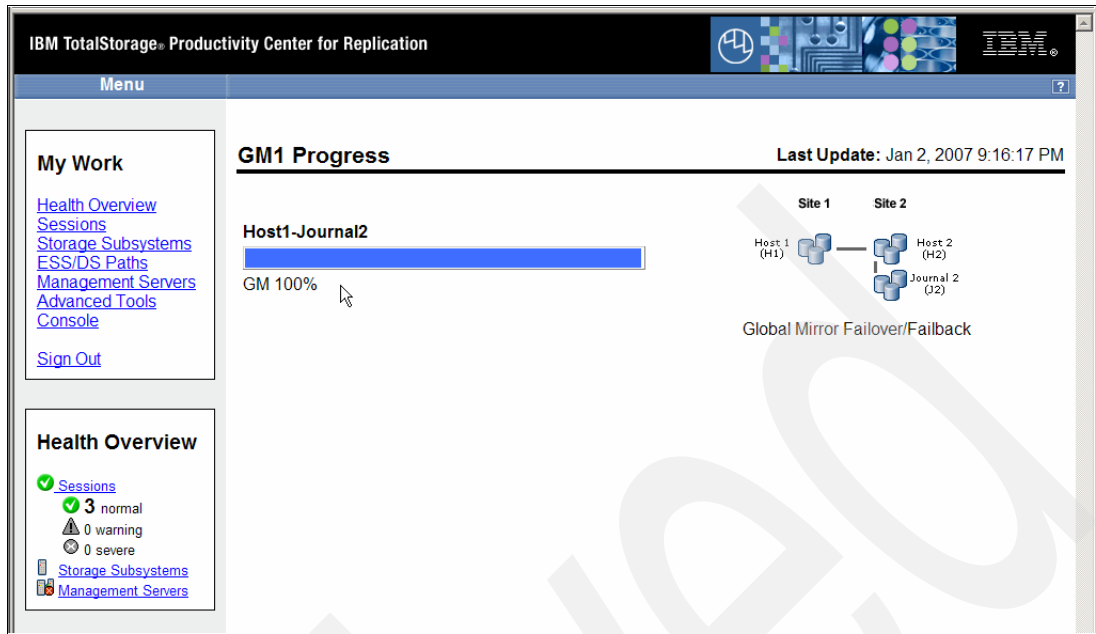 IBM TotalStorage® Productivity Center for Replication
IBM®
Menu
?
My Work
Health Overview
Sessions
Storage Subsystems
ESS/DS Paths
Management Servers
Advanced Tools
Console
Sign Out
Health Overview
Sessions
3 normal
0 warning
0 severe
Storage Subsystems
Management Servers
GM1 Progress
Last Update: Jan 2, 2007 9:16:17 PM
Host1-Journal2
GM 100%
Site 1 Site 2
Host 1
(H1)
Host 2
(H2)
Journal 2
(J2)
Global Mirror Failover/Failback